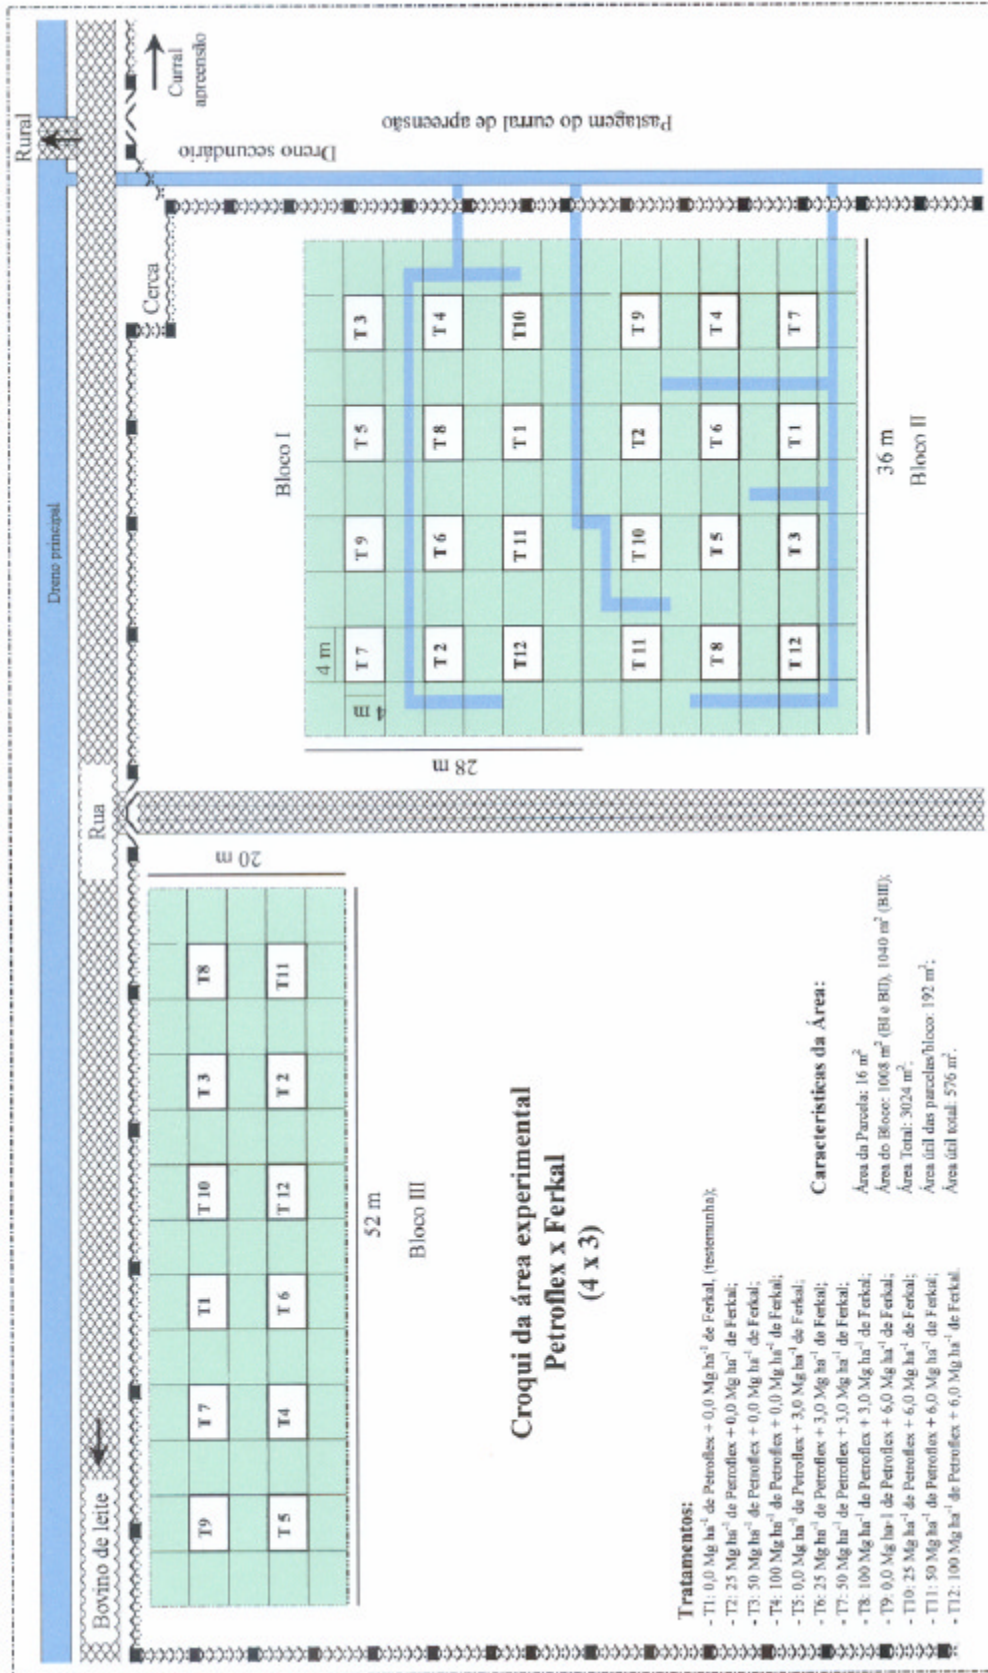 Rural
Dreno principal
Rua
Bovino de leite
Curral
apreensão
Dreno secundário
Pastagem do curral de apreensão
Cerca
20 m
T8
T 3
T 10
T1
T 7
T9
T11
T 2
T 12
T 6
T4
T 5
52 m
Bloco III
Bloco I
T 3
T 5
T 9
T 7
4 m
4 m
T 4
T 8
T 6
T 2
T10
T 1
T 11
T12
28 m
T 9
T2
T 10
T 11
T 4
T 6
T 5
T 8
T 7
T 1
T 3
T 12
36 m
Bloco II
Croqui da área experimental
Petroflex x Ferkal
(4 x 3)
Tratamentos:
- T1: 0,0 Mg ha⁻¹ de Petroflex + 0,0 Mg ha⁻¹ de Ferkal, (testemunha);
- T2: 25 Mg ha⁻¹ de Petroflex + 0,0 Mg ha⁻¹ de Ferkal;
- T3: 50 Mg ha⁻¹ de Petroflex + 0,0 Mg ha⁻¹ de Ferkal;
- T4: 100 Mg ha⁻¹ de Petroflex + 0,0 Mg ha⁻¹ de Ferkal;
- T5: 0,0 Mg ha⁻¹ de Petroflex + 3,0 Mg ha⁻¹ de Ferkal;
- T6: 25 Mg ha⁻¹ de Petroflex + 3,0 Mg ha⁻¹ de Ferkal;
- T7: 50 Mg ha⁻¹ de Petroflex + 3,0 Mg ha⁻¹ de Ferkal;
- T8: 100 Mg ha⁻¹ de Petroflex + 3,0 Mg ha⁻¹ de Ferkal;
- T9: 0,0 Mg ha-1 de Petroflex + 6,0 Mg ha⁻¹ de Ferkal;
- T10: 25 Mg ha⁻¹ de Petroflex + 6,0 Mg ha⁻¹ de Ferkal;
- T11: 50 Mg ha⁻¹ de Petroflex + 6,0 Mg ha⁻¹ de Ferkal;
- T12: 100 Mg ha⁻¹ de Petroflex + 6,0 Mg ha⁻¹ de Ferkal.
Características da Área:
Área da Parcela: 16 m²
Área do Bloco: 1008 m² (BI e BII), 1040 m² (BIII);
Área Total: 3024 m².
Área útil das parcelas/bloco: 192 m²;
Área útil total: 576 m².